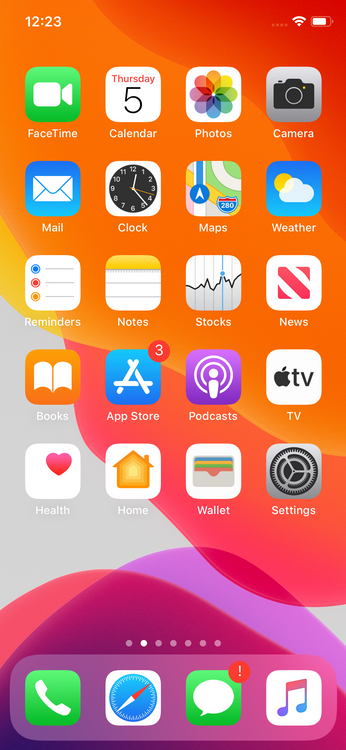 12:23
Thursday
5
FaceTime
Calendar
Photos
Camera
280
Mail
Clock
Maps
Weather
Reminders
Notes
Stocks
News
3
tv
Books
App Store
Podcasts
TV
Health
Home
Wallet
Settings
!